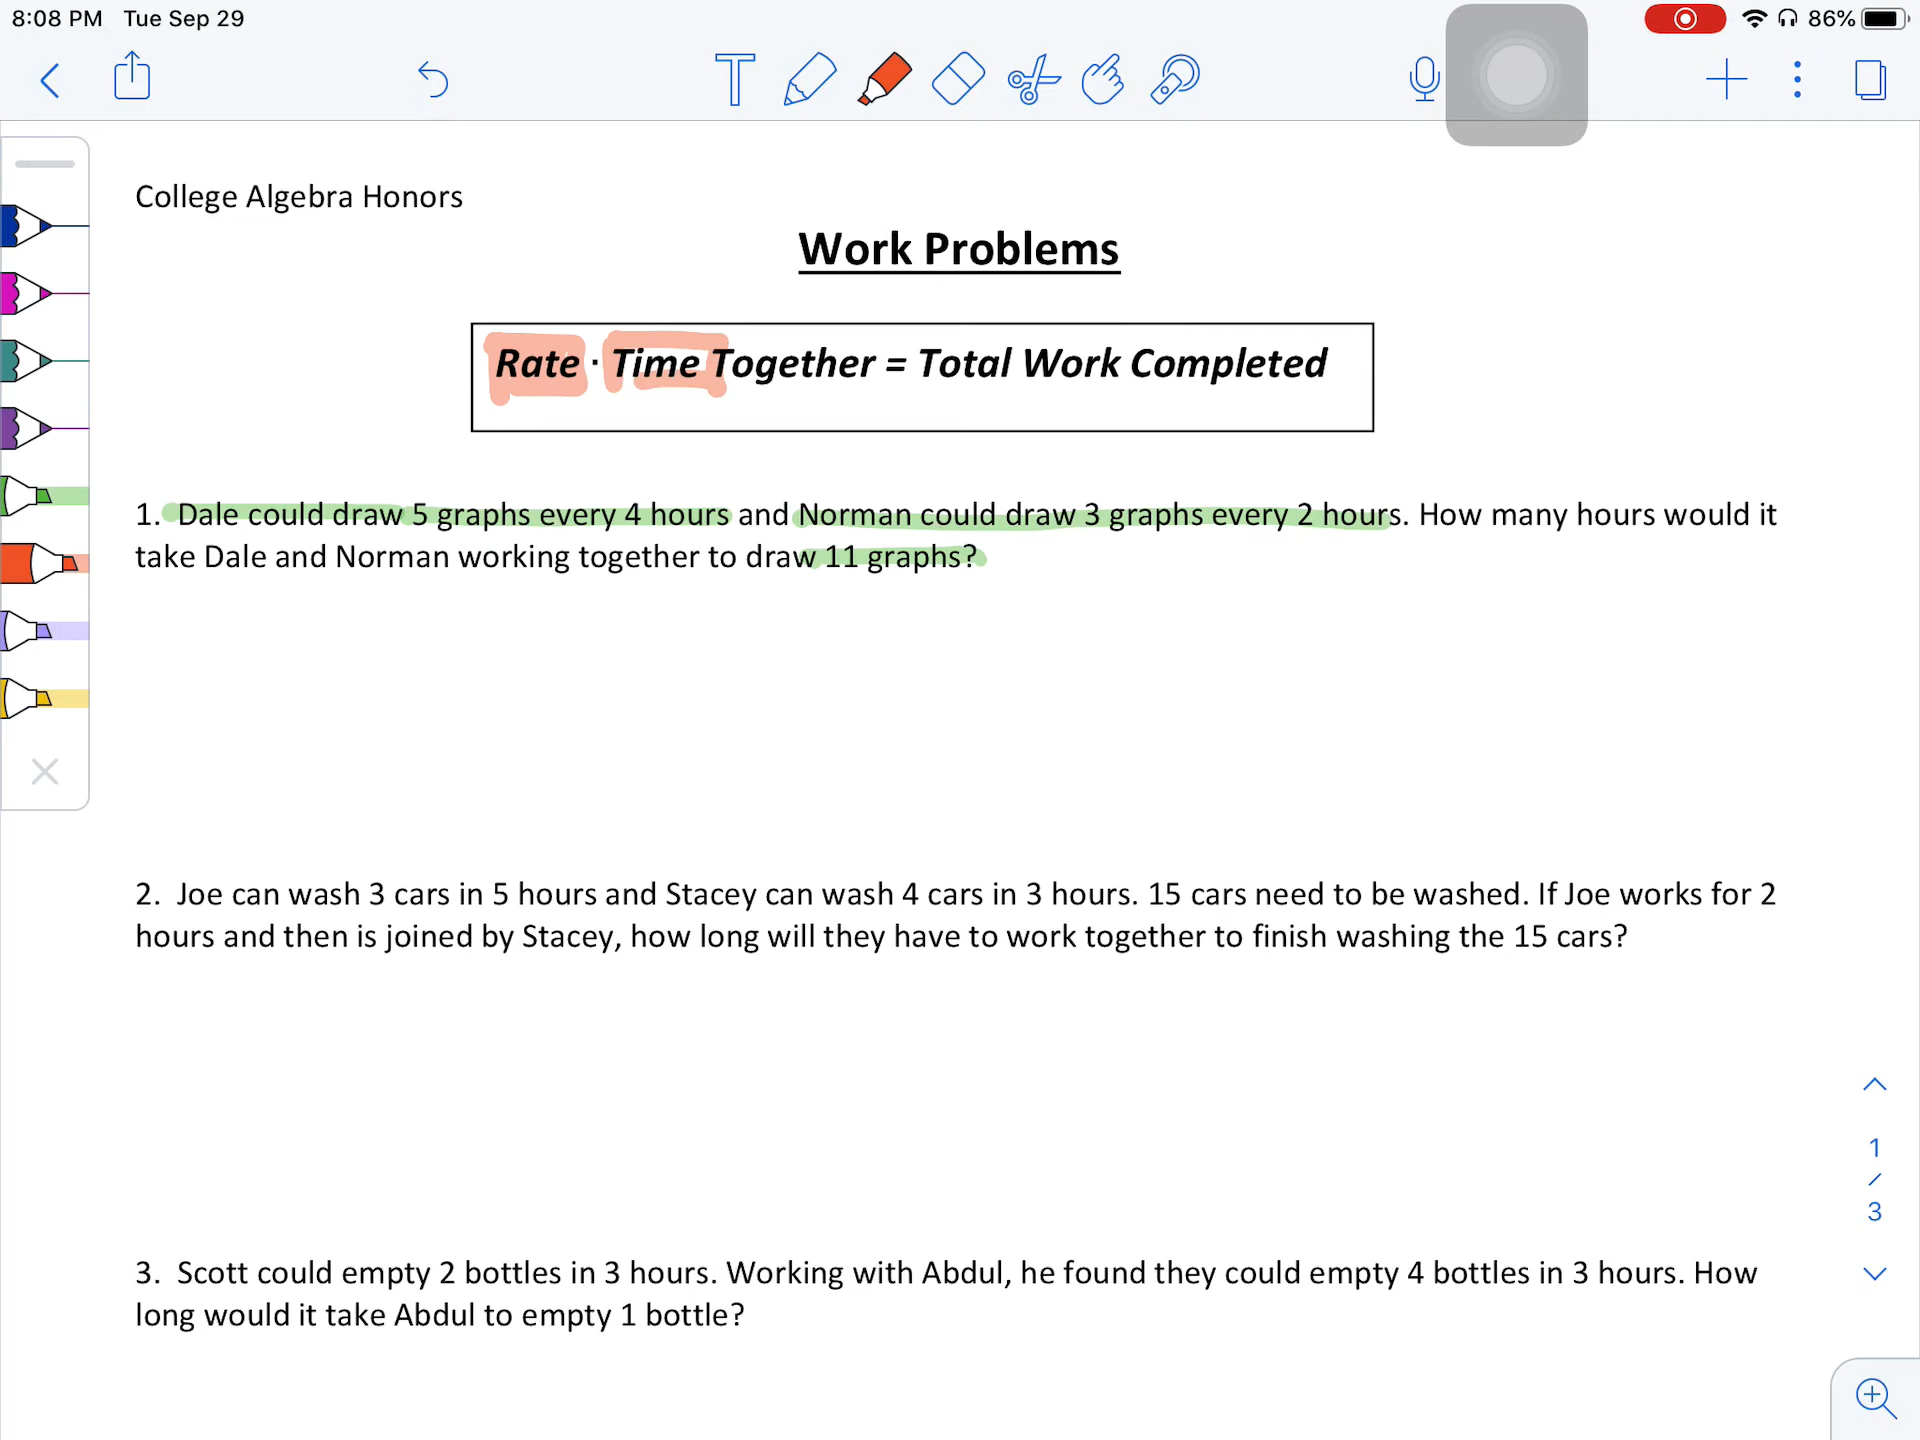 8:08 PM Tue Sep 29
86%
College Algebra Honors
Work Problems
Rate · Time Together = Total Work Completed
1. Dale could draw 5 graphs every 4 hours and Norman could draw 3 graphs every 2 hours. How many hours would it
take Dale and Norman working together to draw 11 graphs?
2. Joe can wash 3 cars in 5 hours and Stacey can wash 4 cars in 3 hours. 15 cars need to be washed. If Joe works for 2
hours and then is joined by Stacey, how long will they have to work together to finish washing the 15 cars?
1
/
3
3. Scott could empty 2 bottles in 3 hours. Working with Abdul, he found they could empty 4 bottles in 3 hours. How
long would it take Abdul to empty 1 bottle?